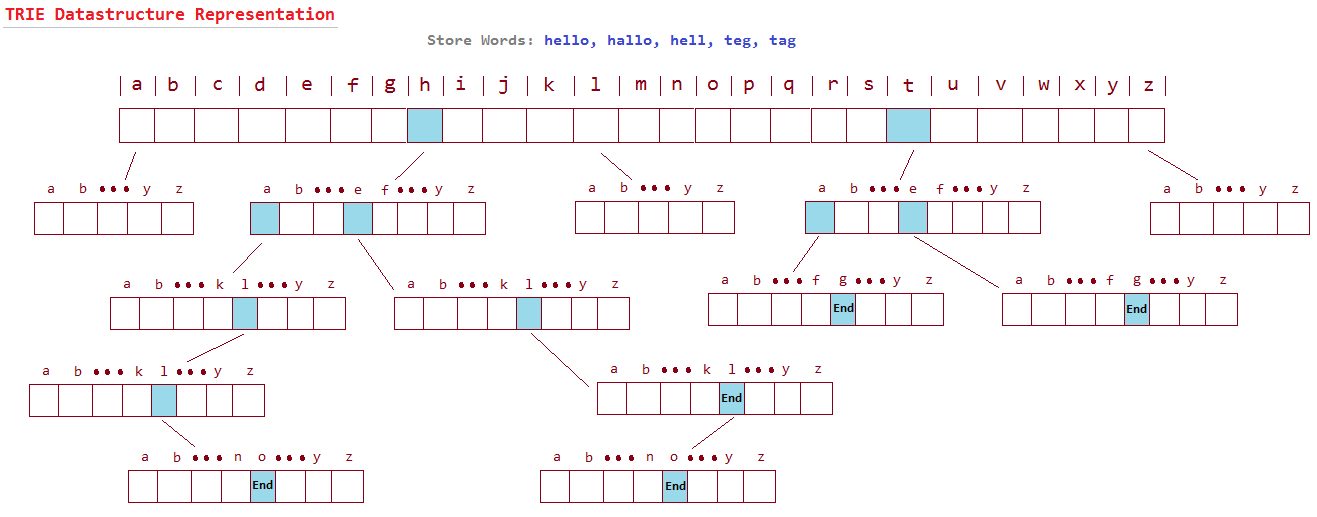 TRIE Datastructure Representation
Store Words: hello, hallo, hell, teg, tag
| a | b | c | d | e | f | g | h | i | j | k | l | m | n | o | p | q | r | s | t | u | v | w | x | y | z |
a b ••• y z
a b ••• e f ••• y z
a b ••• y z
a b ••• e f ••• y z
a b ••• y z
a b ••• k l ••• y z
a b ••• k l ••• y z
a b ••• f g ••• y z
End
a b ••• f g ••• y z
End
a b ••• k l ••• y z
a b ••• k l ••• y z
End
a b ••• n o ••• y z
End
a b ••• n o ••• y z
End